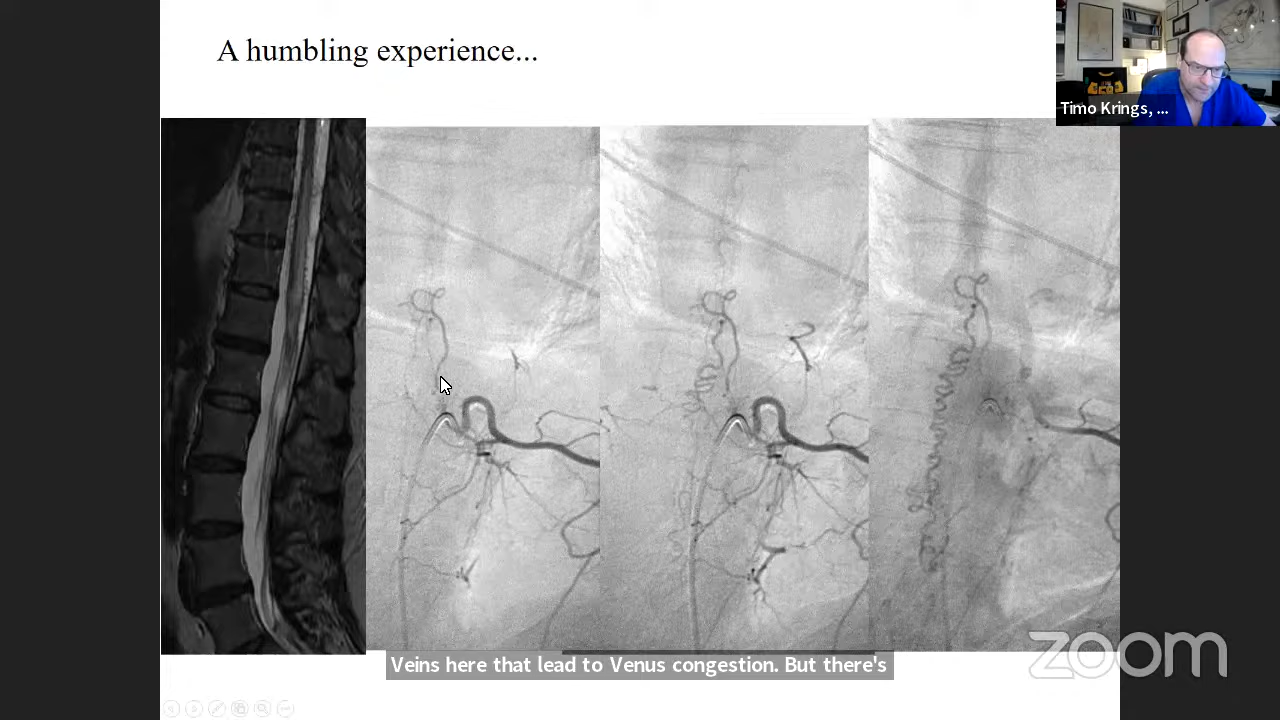 A humbling experience...
Timo Krings, ...
Veins here that lead to Venus congestion. But there's
zoom